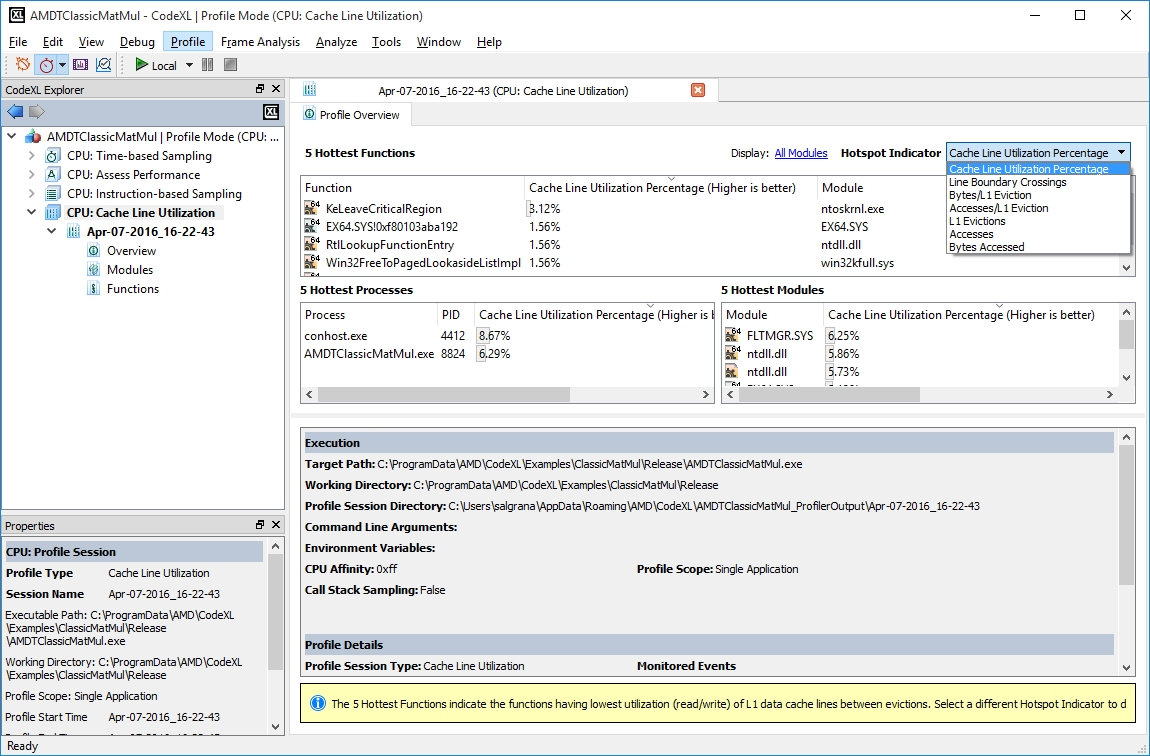 AMDTClassicMatMul - CodeXL | Profile Mode (CPU: Cache Line Utilization)
File Edit View Debug Profile Frame Analysis Analyze Tools Window Help
Local
CodeXL Explorer
AMDTClassicMatMul | Profile Mode (CPU: ...
CPU: Time-based Sampling
CPU: Assess Performance
CPU: Instruction-based Sampling
CPU: Cache Line Utilization
Apr-07-2016_16-22-43
Overview
Modules
Functions
Properties
CPU: Profile Session
Profile Type Cache Line Utilization
Session Name Apr-07-2016_16-22-43
Executable Path: C:\ProgramData\AMD\CodeXL
\Examples\ClassicMatMul\Release
\AMDTClassicMatMul.exe
Working Directory: C:\ProgramData\AMD\CodeXL
\Examples\ClassicMatMul\Release
Profile Scope: Single Application
Profile Start Time Apr-07-2016_16-22-43
Apr-07-2016_16-22-43 (CPU: Cache Line Utilization)
Profile Overview
5 Hottest Functions Display: All Modules Hotspot Indicator Cache Line Utilization Percentage
Cache Line Utilization Percentage
Line Boundary Crossings
Bytes/L1 Eviction
Accesses/L1 Eviction
L1 Evictions
Accesses
Bytes Accessed
Function Cache Line Utilization Percentage (Higher is better) Module
64 KeLeaveCriticalRegion 3.12% ntoskrnl.exe
64 EX64.SYS!0xf80103aba192 1.56% EX64.SYS
64 RtlLookupFunctionEntry 1.56% ntdll.dll
64 Win32FreeToPagedLookasideListImpl 1.56% win32kfull.sys
5 Hottest Processes
Process PID Cache Line Utilization Percentage (Higher is
conhost.exe 4412 8.67%
AMDTClassicMatMul.exe 8824 6.29%
5 Hottest Modules
Module Cache Line Utilization Percentage (Higher is better)
64 FLTMGR.SYS 6.25%
64 ntdll.dll 5.86%
ntdll.dll 5.73%
Execution
Target Path: C:\ProgramData\AMD\CodeXL\Examples\ClassicMatMul\Release\AMDTClassicMatMul.exe
Working Directory: C:\ProgramData\AMD\CodeXL\Examples\ClassicMatMul\Release
Profile Session Directory: C:\Users\salgrana\AppData\Roaming\AMD\CodeXL\AMDTClassicMatMul_ProfilerOutput\Apr-07-2016_16-22-43
Command Line Arguments:
Environment Variables:
CPU Affinity: 0xff Profile Scope: Single Application
Call Stack Sampling: False
Profile Details
Profile Session Type: Cache Line Utilization Monitored Events
The 5 Hottest Functions indicate the functions having lowest utilization (read/write) of L1 data cache lines between evictions. Select a different Hotspot Indicator to d
Ready